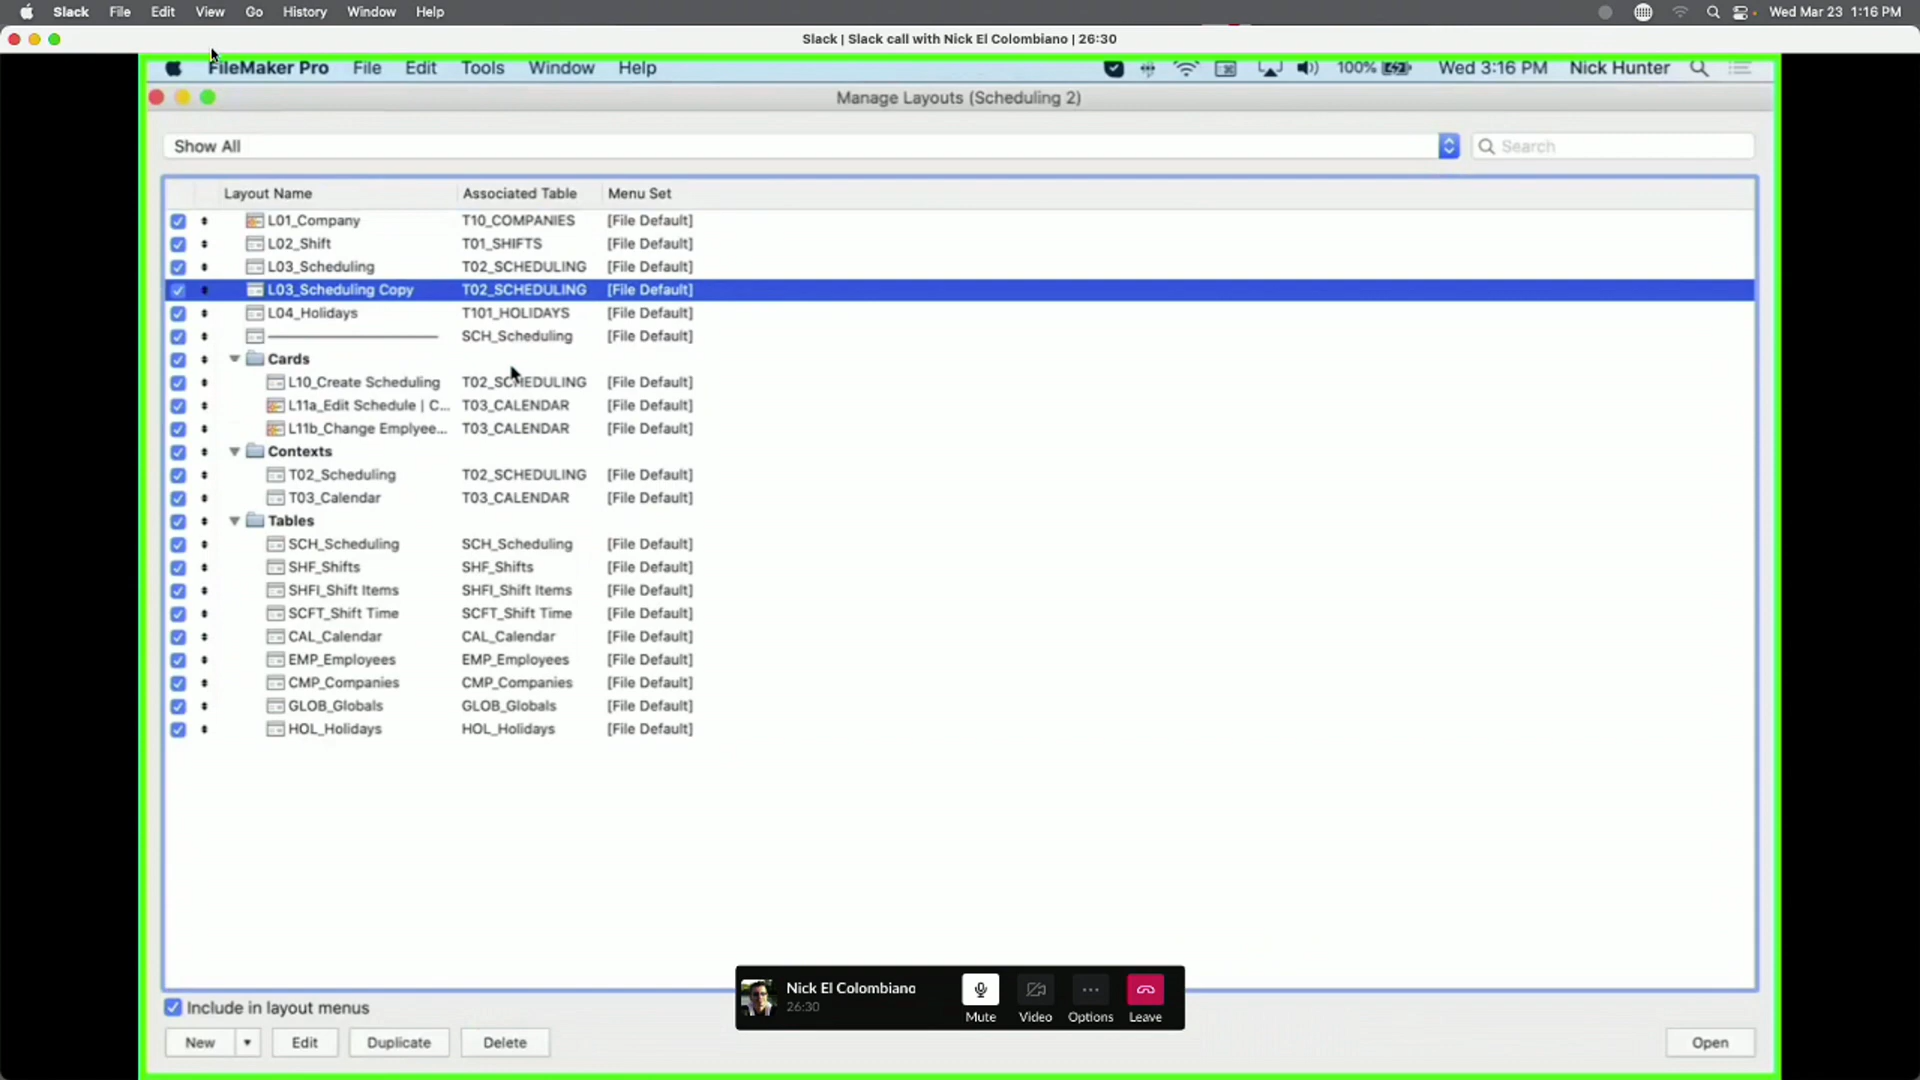 Slack File Edit View Go History Window Help Wed Mar 23 1:16 PM
Slack | Slack call with Nick El Colombiano | 26:30
FileMaker Pro File Edit Tools Window Help 100% Wed 3:16 PM Nick Hunter
Manage Layouts (Scheduling 2)
Show All Search
Layout Name Associated Table Menu Set
L01_Company T10_COMPANIES [File Default]
L02_Shift T01_SHIFTS [File Default]
L03_Scheduling T02_SCHEDULING [File Default]
L03_Scheduling Copy T02_SCHEDULING [File Default]
L04_Holidays T101_HOLIDAYS [File Default]
SCH_Scheduling [File Default]
Cards
L10_Create Scheduling T02_SCHEDULING [File Default]
L11a_Edit Schedule | C... T03_CALENDAR [File Default]
L11b_Change Emplyee... T03_CALENDAR [File Default]
Contexts
T02_Scheduling T02_SCHEDULING [File Default]
T03_Calendar T03_CALENDAR [File Default]
Tables
SCH_Scheduling SCH_Scheduling [File Default]
SHF_Shifts SHF_Shifts [File Default]
SHFI_Shift Items SHFI_Shift Items [File Default]
SCFT_Shift Time SCFT_Shift Time [File Default]
CAL_Calendar CAL_Calendar [File Default]
EMP_Employees EMP_Employees [File Default]
CMP_Companies CMP_Companies [File Default]
GLOB_Globals GLOB_Globals [File Default]
HOL_Holidays HOL_Holidays [File Default]
Nick El Colombiano
26:30
Mute Video Options Leave
Include in layout menus
New Edit Duplicate Delete Open